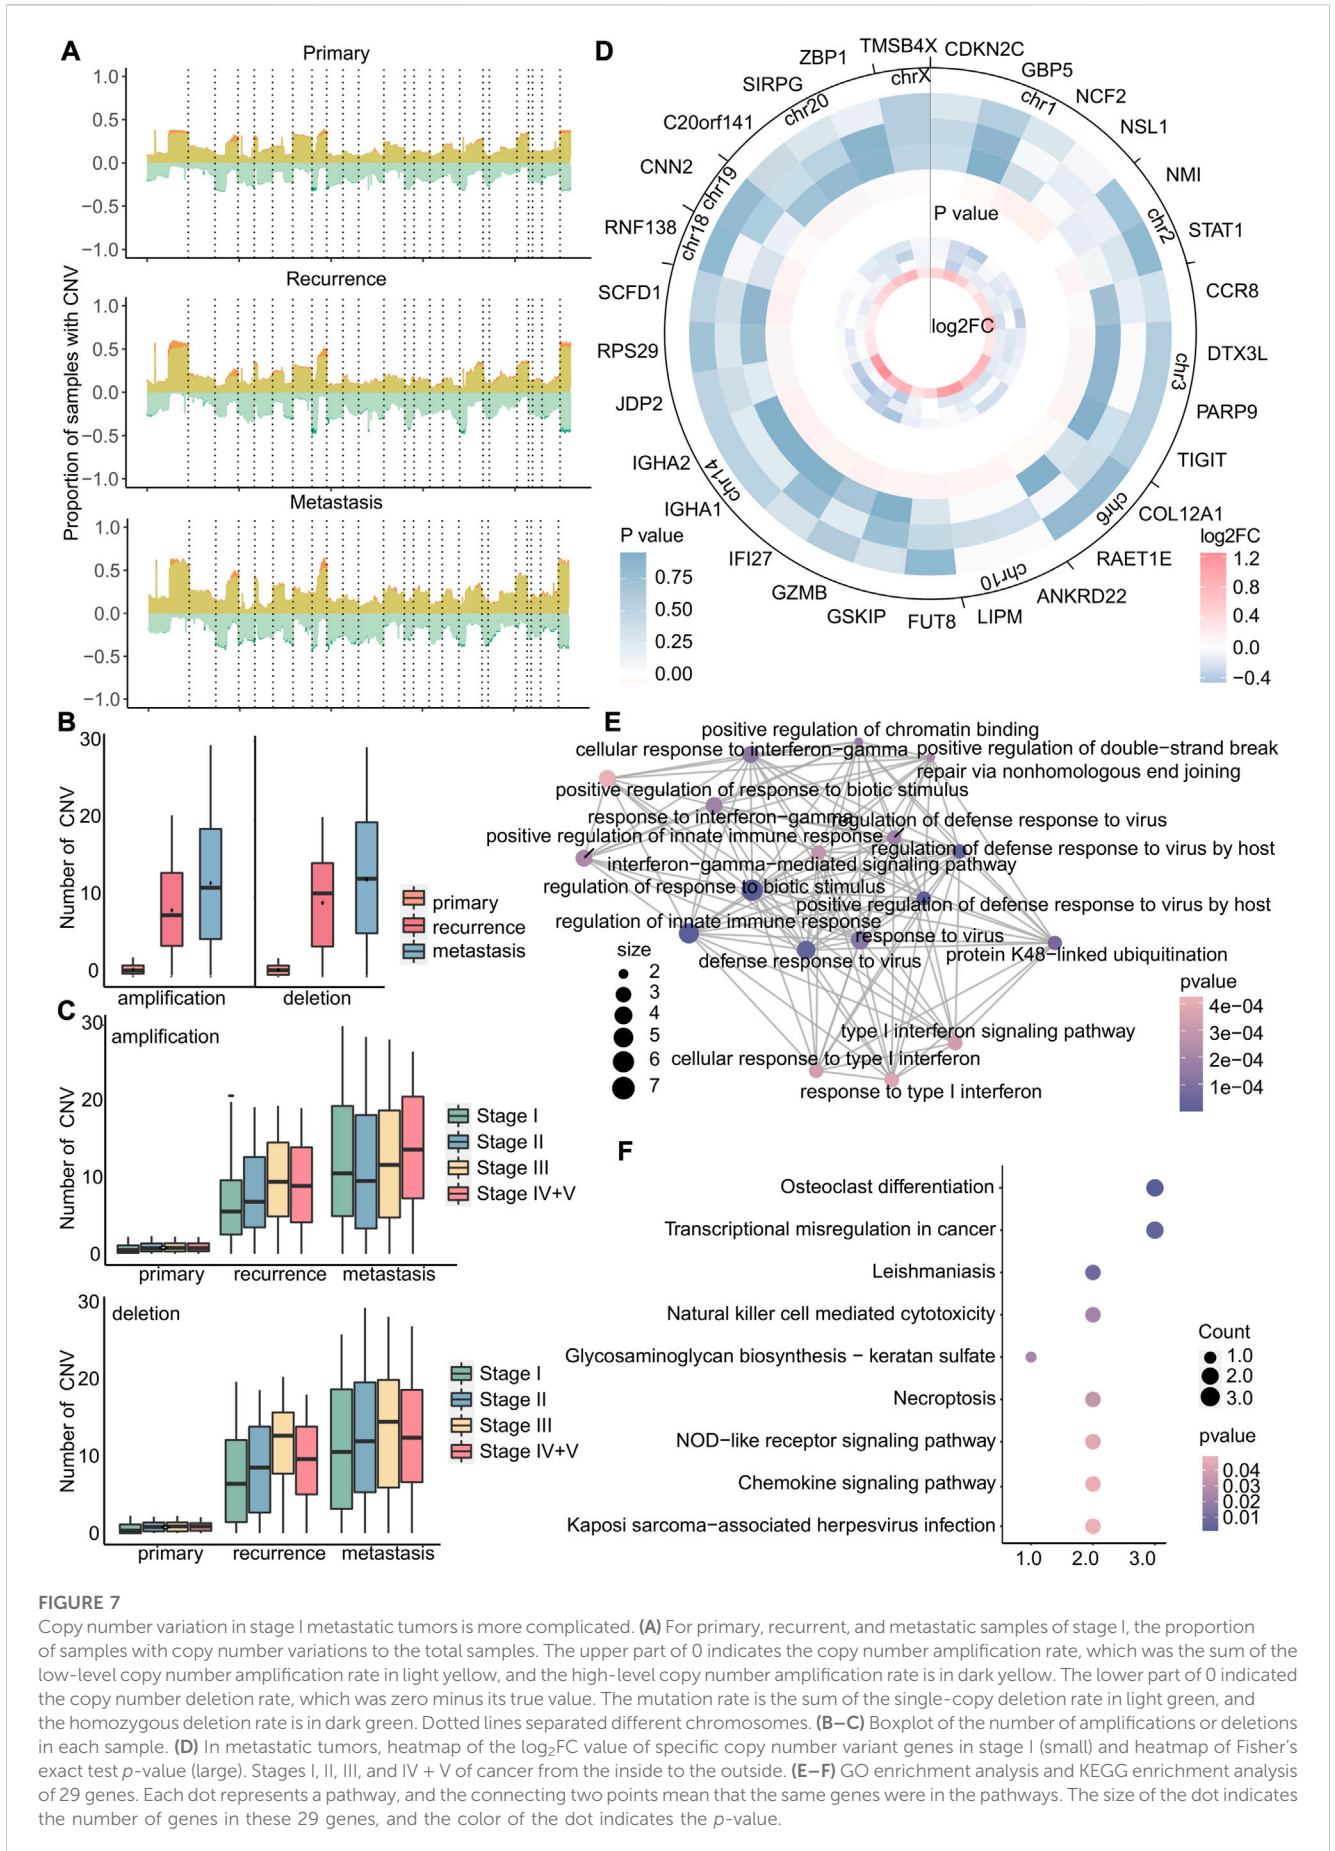 A
Primary
1.0
0.5
0.0
−0.5
−1.0
Recurrence
1.0
0.5
0.0
−0.5
−1.0
Metastasis
1.0
0.5
0.0
−0.5
−1.0
Proportion of samples with CNV
B
30
20
10
0
Number of CNV
amplification
deletion
primary
recurrence
metastasis
C
amplification
30
20
10
0
Number of CNV
primary
recurrence
metastasis
Stage I
Stage II
Stage III
Stage IV+V
deletion
30
20
10
0
Number of CNV
primary
recurrence
metastasis
Stage I
Stage II
Stage III
Stage IV+V
D
CDKN2C
GBP5
NCF2
NSL1
NMI
STAT1
CCR8
DTX3L
PARP9
TIGIT
COL12A1
RAET1E
ANKRD22
LIPM
FUT8
GSKIP
GZMB
IFI27
IGHA1
IGHA2
JDP2
RPS29
SCFD1
RNF138
CNN2
C20orf141
SIRPG
ZBP1
TMSB4X
chr1
chr2
chr3
chr6
chr10
chr14
chr18
chr19
chr20
chrX
P value
log2FC
P value
0.75
0.50
0.25
0.00
log2FC
1.2
0.8
0.4
0.0
−0.4
E
positive regulation of chromatin binding
cellular response to interferon−gamma
positive regulation of double−strand break
repair via nonhomologous end joining
positive regulation of response to biotic stimulus
response to interferon−gamma
regulation of defense response to virus
positive regulation of innate immune response
regulation of defense response to virus by host
interferon−gamma−mediated signaling pathway
regulation of response to biotic stimulus
positive regulation of defense response to virus by host
regulation of innate immune response
response to virus
defense response to virus
protein K48−linked ubiquitination
type I interferon signaling pathway
cellular response to type I interferon
response to type I interferon
size
2
3
4
5
6
7
pvalue
4e−04
3e−04
2e−04
1e−04
F
Osteoclast differentiation
Transcriptional misregulation in cancer
Leishmaniasis
Natural killer cell mediated cytotoxicity
Glycosaminoglycan biosynthesis − keratan sulfate
Necroptosis
NOD−like receptor signaling pathway
Chemokine signaling pathway
Kaposi sarcoma−associated herpesvirus infection
1.0
2.0
3.0
Count
1.0
2.0
3.0
pvalue
0.04
0.03
0.02
0.01
FIGURE 7
Copy number variation in stage I metastatic tumors is more complicated. (A) For primary, recurrent, and metastatic samples of stage I, the proportion
of samples with copy number variations to the total samples. The upper part of 0 indicates the copy number amplification rate, which was the sum of the
low-level copy number amplification rate in light yellow, and the high-level copy number amplification rate is in dark yellow. The lower part of 0 indicated
the copy number deletion rate, which was zero minus its true value. The mutation rate is the sum of the single-copy deletion rate in light green, and
the homozygous deletion rate is in dark green. Dotted lines separated different chromosomes. (B–C) Boxplot of the number of amplifications or deletions
in each sample. (D) In metastatic tumors, heatmap of the log₂FC value of specific copy number variant genes in stage I (small) and heatmap of Fisher's
exact test p-value (large). Stages I, II, III, and IV + V of cancer from the inside to the outside. (E–F) GO enrichment analysis and KEGG enrichment analysis
of 29 genes. Each dot represents a pathway, and the connecting two points mean that the same genes were in the pathways. The size of the dot indicates
the number of genes in these 29 genes, and the color of the dot indicates the p-value.